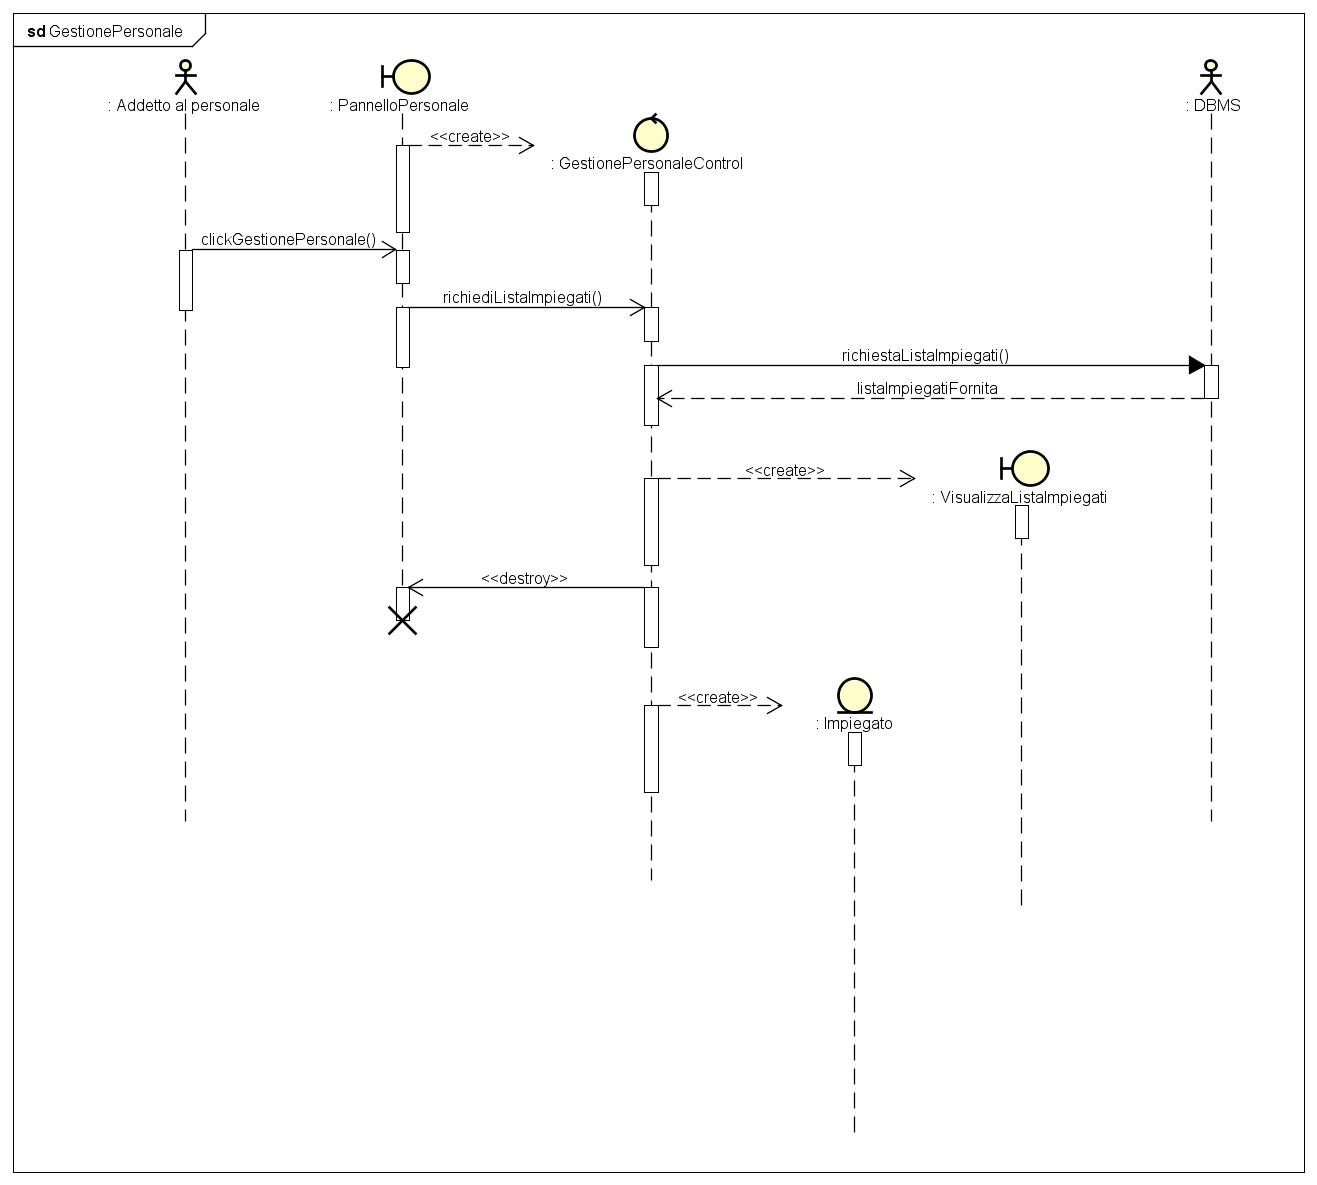 sd GestionePersonale
: Addetto al personale
: PannelloPersonale
: DBMS
<<create>>
: GestionePersonaleControl
clickGestionePersonale()
richiediListaImpiegati()
richiestaListaImpiegati()
listaImpiegatiFornita
<<create>>
: VisualizzaListaImpiegati
<<destroy>>
<<create>>
: Impiegato